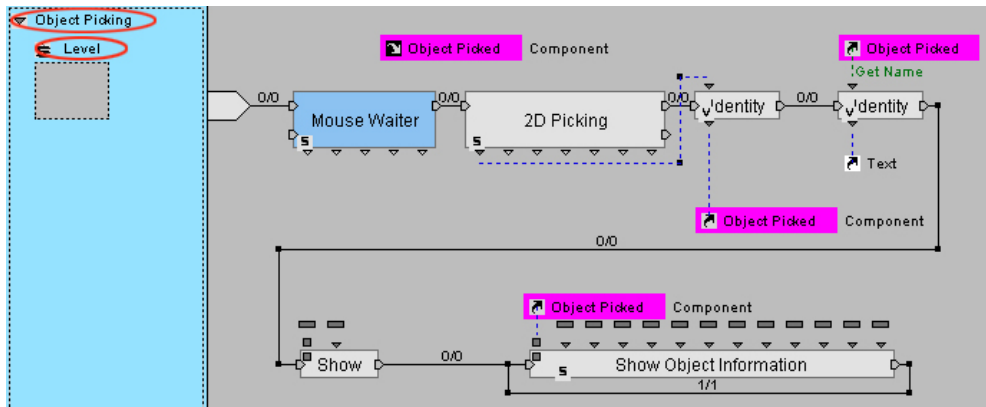 Object Picking
Level
Object Picked Component
Object Picked
Get Name
0/0 0/0 0/0 0/0
Mouse Waiter 2D Picking Identity Identity
S S
Text
Object Picked Component
0/0
Object Picked Component
Show 0/0 Show Object Information
S
1/1